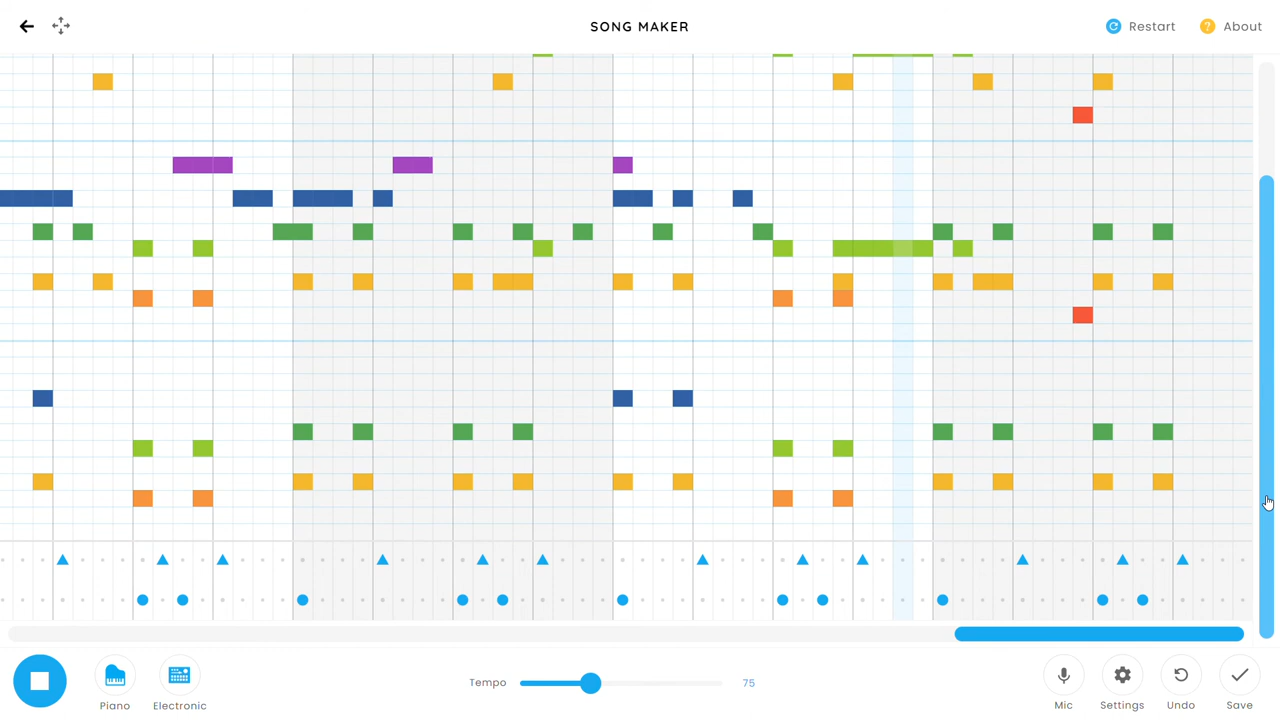 SONG MAKER
Restart
? About
Piano
Electronic
Tempo
75
Mic
Settings
Undo
Save